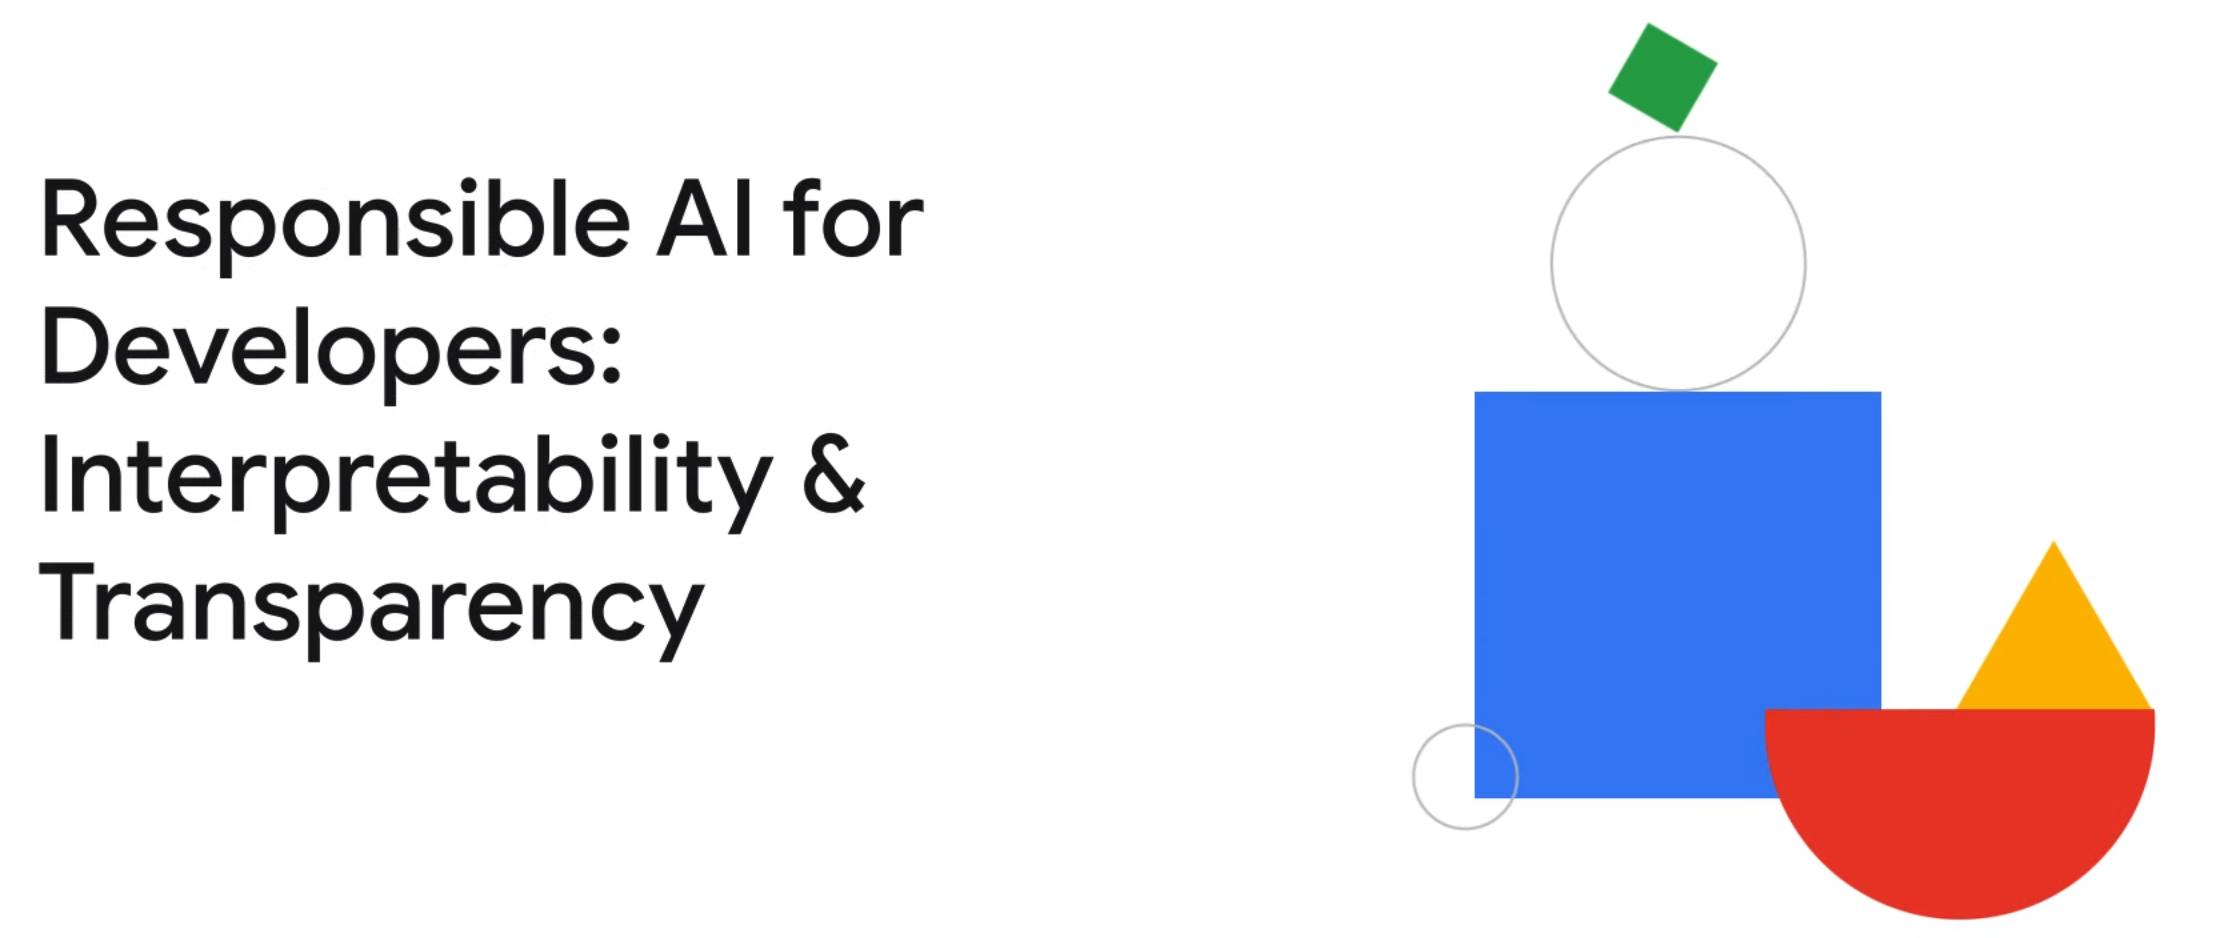 Responsible AI for
Developers:
Interpretability &
Transparency